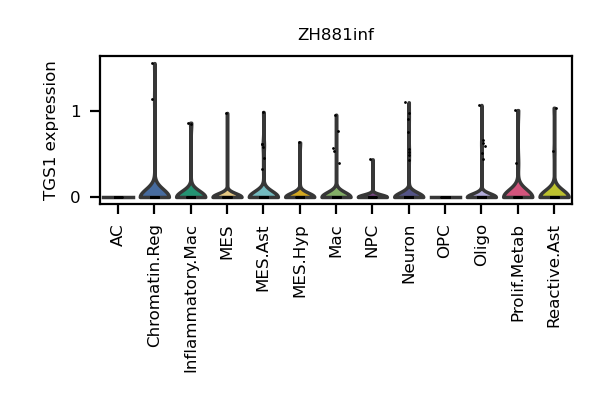 ZH881inf
TGS1 expression
1
0
AC
Chromatin.Reg
Inflammatory.Mac
MES
MES.Ast
MES.Hyp
Mac
NPC
Neuron
OPC
Oligo
Prolif.Metab
Reactive.Ast